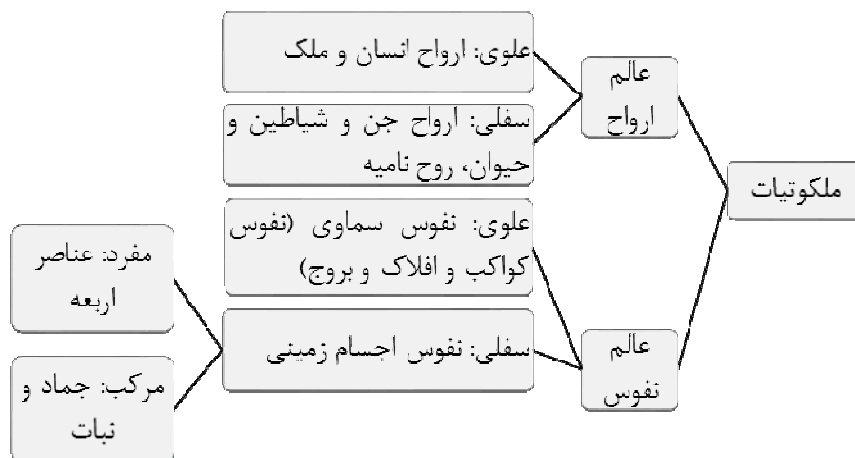 ملکوتیات
عالم
ارواح
علوی: ارواح انسان و ملک
سفلی: ارواح جن و شیاطین و
حیوان، روح نامیه
عالم
نفوس
علوی: نفوس سماوی (نفوس
کواکب و افلاک و بروج)
سفلی: نفوس اجسام زمینی
مفرد: عناصر
اربعه
مرکب: جماد و
نبات